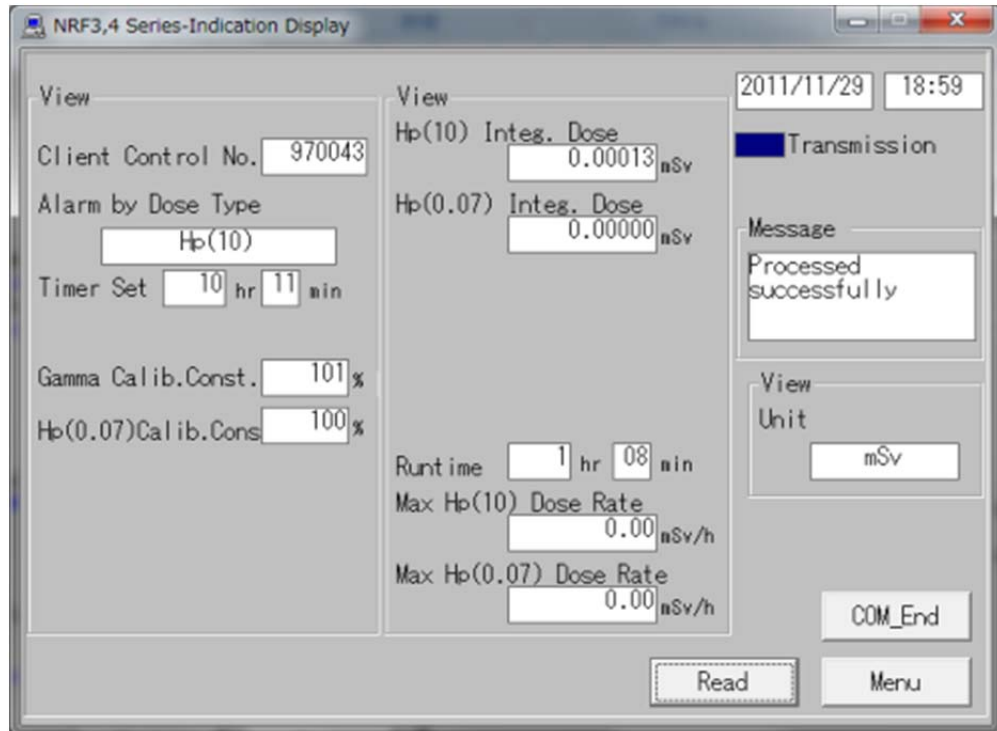 NRF3,4 Series-Indication Display
View
Client Control No. 970043
Alarm by Dose Type
Hp(10)
Timer Set 10 hr 11 min
Gamma Calib.Const. 101 %
Hp(0.07)Calib.Cons 100 %
View
Hp(10) Integ. Dose
0.00013 mSv
Hp(0.07) Integ. Dose
0.00000 mSv
Runtime 1 hr 08 min
Max Hp(10) Dose Rate
0.00 mSv/h
Max Hp(0.07) Dose Rate
0.00 mSv/h
2011/11/29 18:59
Transmission
Message
Processed
successfully
View
Unit
mSv
COM_End
Read Menu